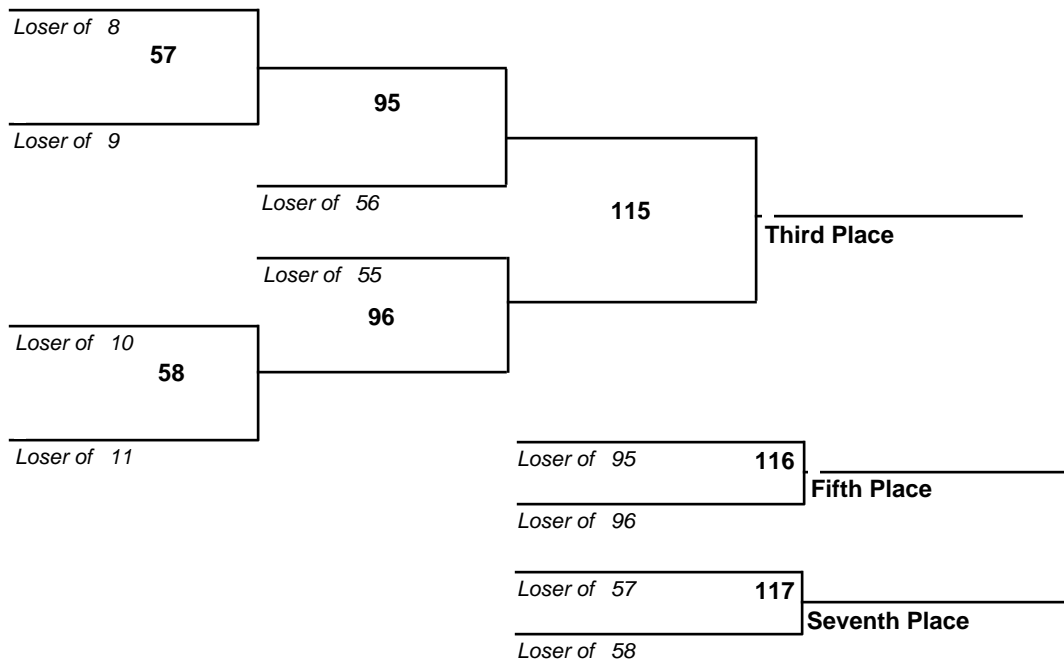 Loser of 8
57
95
Loser of 9
Loser of 56
115
Third Place
Loser of 55
96
Loser of 10
58
Loser of 11
Loser of 95
116
Fifth Place
Loser of 96
Loser of 57
117
Seventh Place
Loser of 58